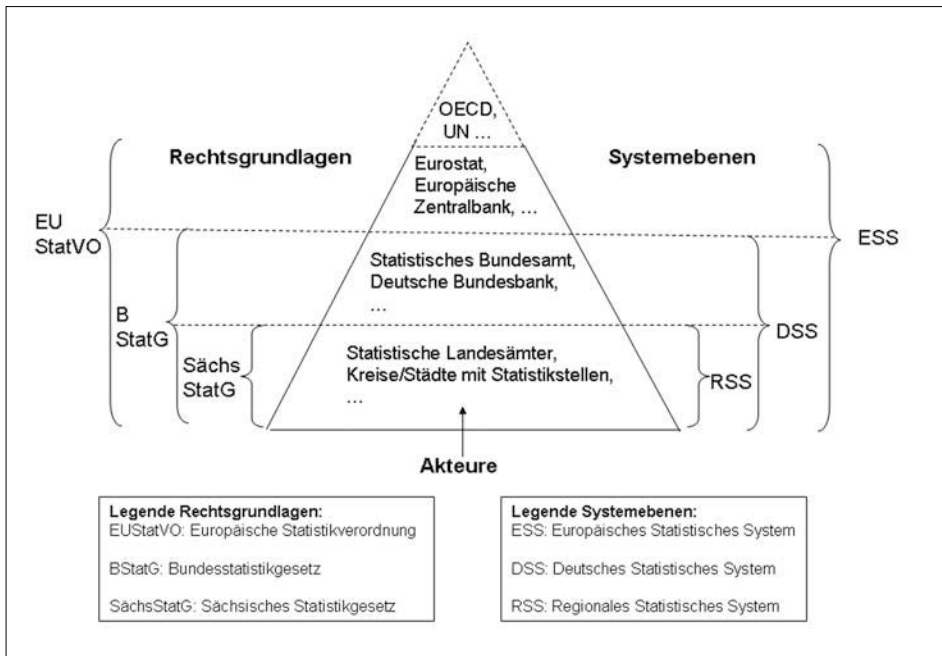 OECD,
UN ...
Rechtsgrundlagen
Systemebenen
Eurostat,
Europäische
Zentralbank, ...
EU
StatVO
ESS
Statistisches Bundesamt,
Deutsche Bundesbank,
...
B
StatG
DSS
Sächs
StatG
Statistische Landesämter,
Kreise/Städte mit Statistikstellen,
...
RSS
Akteure
Legende Rechtsgrundlagen:
EUStatVO: Europäische Statistikverordnung
BStatG: Bundesstatistikgesetz
SächsStatG: Sächsisches Statistikgesetz
Legende Systemebenen:
ESS: Europäisches Statistisches System
DSS: Deutsches Statistisches System
RSS: Regionales Statistisches System